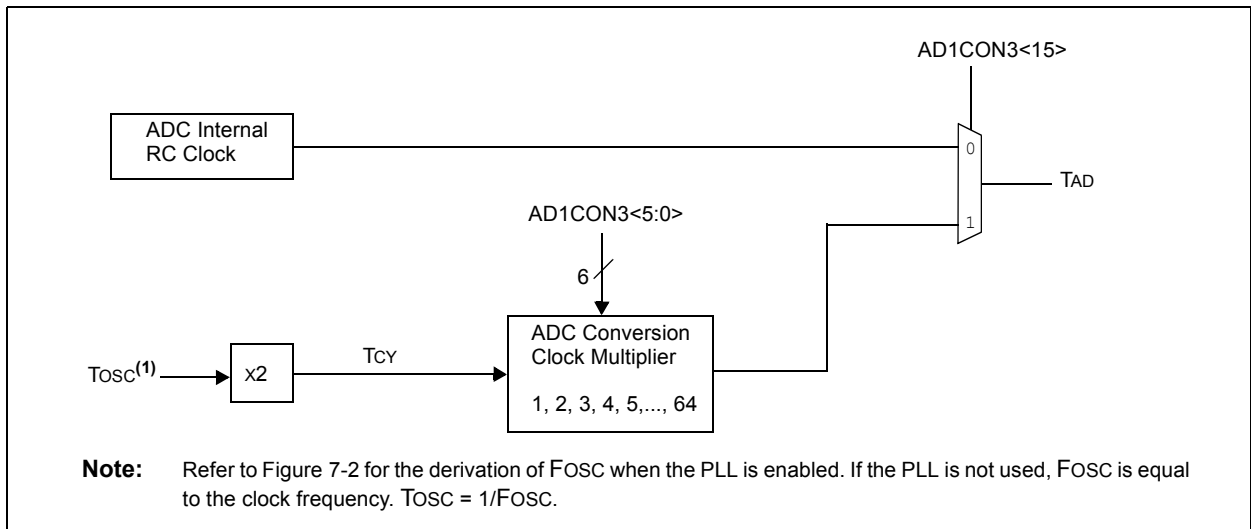 AD1CON3<15>
ADC Internal
RC Clock
0
TAD
AD1CON3<5:0>
1
6
ADC Conversion
Clock Multiplier
TOSC(1)
X2
TCY
1, 2, 3, 4, 5,..., 64
Note: Refer to Figure 7-2 for the derivation of FOSC when the PLL is enabled. If the PLL is not used, FOSC is equal
to the clock frequency. TOSC = 1/FOSC.